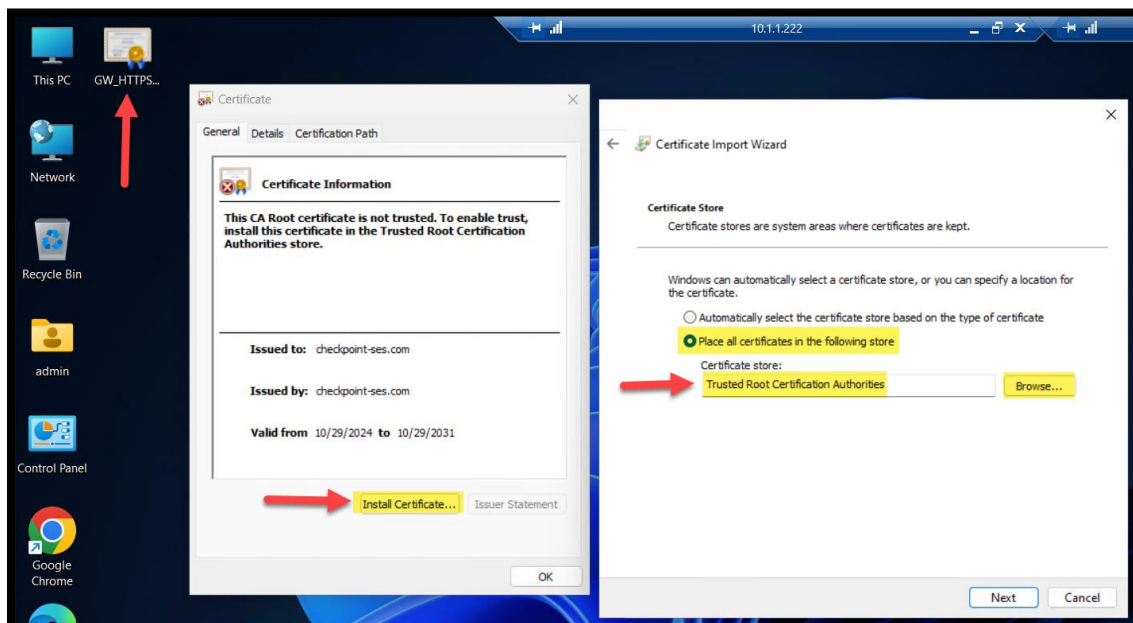 10.1.1.222
This PC
GW_HTTPS...
Network
Recycle Bin
admin
Control Panel
Google
Chrome
Certificate
General Details Certification Path
Certificate Information
This CA Root certificate is not trusted. To enable trust,
install this certificate in the Trusted Root Certification
Authorities store.
Issued to: checkpoint-ses.com
Issued by: checkpoint-ses.com
Valid from 10/29/2024 to 10/29/2031
Install Certificate... Issuer Statement
OK
Certificate Import Wizard
Certificate Store
Certificate stores are system areas where certificates are kept.
Windows can automatically select a certificate store, or you can specify a location for
the certificate.
Automatically select the certificate store based on the type of certificate
Place all certificates in the following store
Certificate store:
Trusted Root Certification Authorities
Browse...
Next Cancel